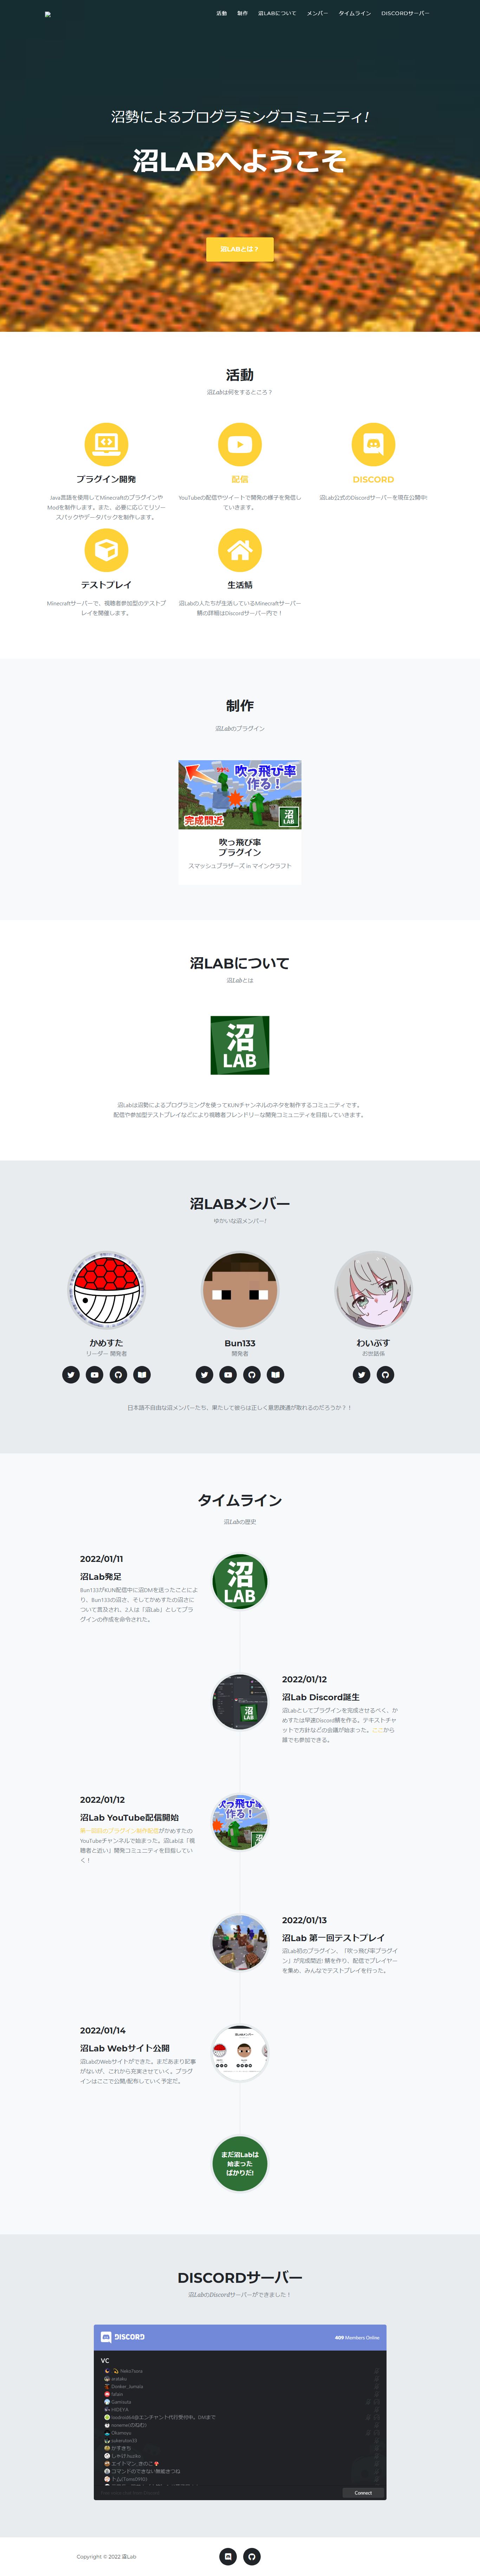 活動 制作 沼LABについて メンバー タイムライン DISCORDサーバー
沼勢によるプログラミングコミュニティ!
沼LABへようこそ
沼LABとは？
活動
沼Labは何をするところ？
プラグイン開発
Java言語を使用してMinecraftのプラグインや
Modを制作します。また、必要に応じてリソー
スパックやデータパックを制作します。
配信
YouTubeの配信やツイートで開発の様子を発信し
ていきます。
DISCORD
沼Lab公式のDiscordサーバーを現在公開中!
テストプレイ
Minecraftサーバーで、視聴者参加型のテストプ
レイを開催します。
生活鯖
沼Labの人たちが生活しているMinecraftサーバー
鯖の詳細はDiscordサーバー内で！
制作
沼Labのプラグイン
吹っ飛び率
作る!
完成間近
沼
LAB
吹っ飛び率
プラグイン
スマッシュブラザーズ in マインクラフト
沼LABについて
沼Labとは
沼
LAB
沼Labは沼勢によるプログラミングを使ってKUNチャンネルのネタを制作するコミュニティです。
配信や参加型テストプレイなどにより視聴者フレンドリーな開発コミュニティを目指していきます。
沼LABメンバー
ゆかいな沼メンバー!
かめすた
リーダー 開発者
Bun133
開発者
わいぶす
お世話係
日本語不自由な沼メンバーたち、果たして彼らは正しく意思疎通が取れるのだろうか？！
タイムライン
沼Labの歴史
2022/01/11
沼Lab発足
Bun133がKUN配信中に沼DMを送ったことによ
り、Bun133の沼さ、そしてかめすたの沼さに
ついて言及され、2人は「沼Lab」としてプラ
グインの作成を命令された。
沼
LAB
2022/01/12
沼Lab Discord誕生
沼Labとしてプラグインを完成させるべく、か
めすたは早速Discord鯖を作る。テキストチャ
ットで方針などの会議が始まった。ここから
誰でも参加できる。
2022/01/12
沼Lab YouTube配信開始
第一回目のプラグイン制作配信がかめすたの
YouTubeチャンネルで始まった。沼Labは「視
聴者と近い」開発コミュニティを目指してい
く！
2022/01/13
沼Lab 第一回テストプレイ
沼Lab初のプラグイン、「吹っ飛び率プラグイ
ン」が完成間近! 鯖を作り、配信でプレイヤー
を集め、みんなでテストプレイを行った。
2022/01/14
沼Lab Webサイト公開
沼LabのWebサイトができた。まだあまり記事
がないが、これから充実させていく。プラグ
インはここで公開/配布していく予定だ。
まだ沼Labは
始まった
ばかりだ!
DISCORDサーバー
沼LabのDiscordサーバーができました！
DISCORD
409 Members Online
VC
HIDEYA
Okamoya
かすきち
しゃけ
エイトマン_きのこ
コマンドのできない無能きつね
Connect
Copyright © 2022 沼Lab